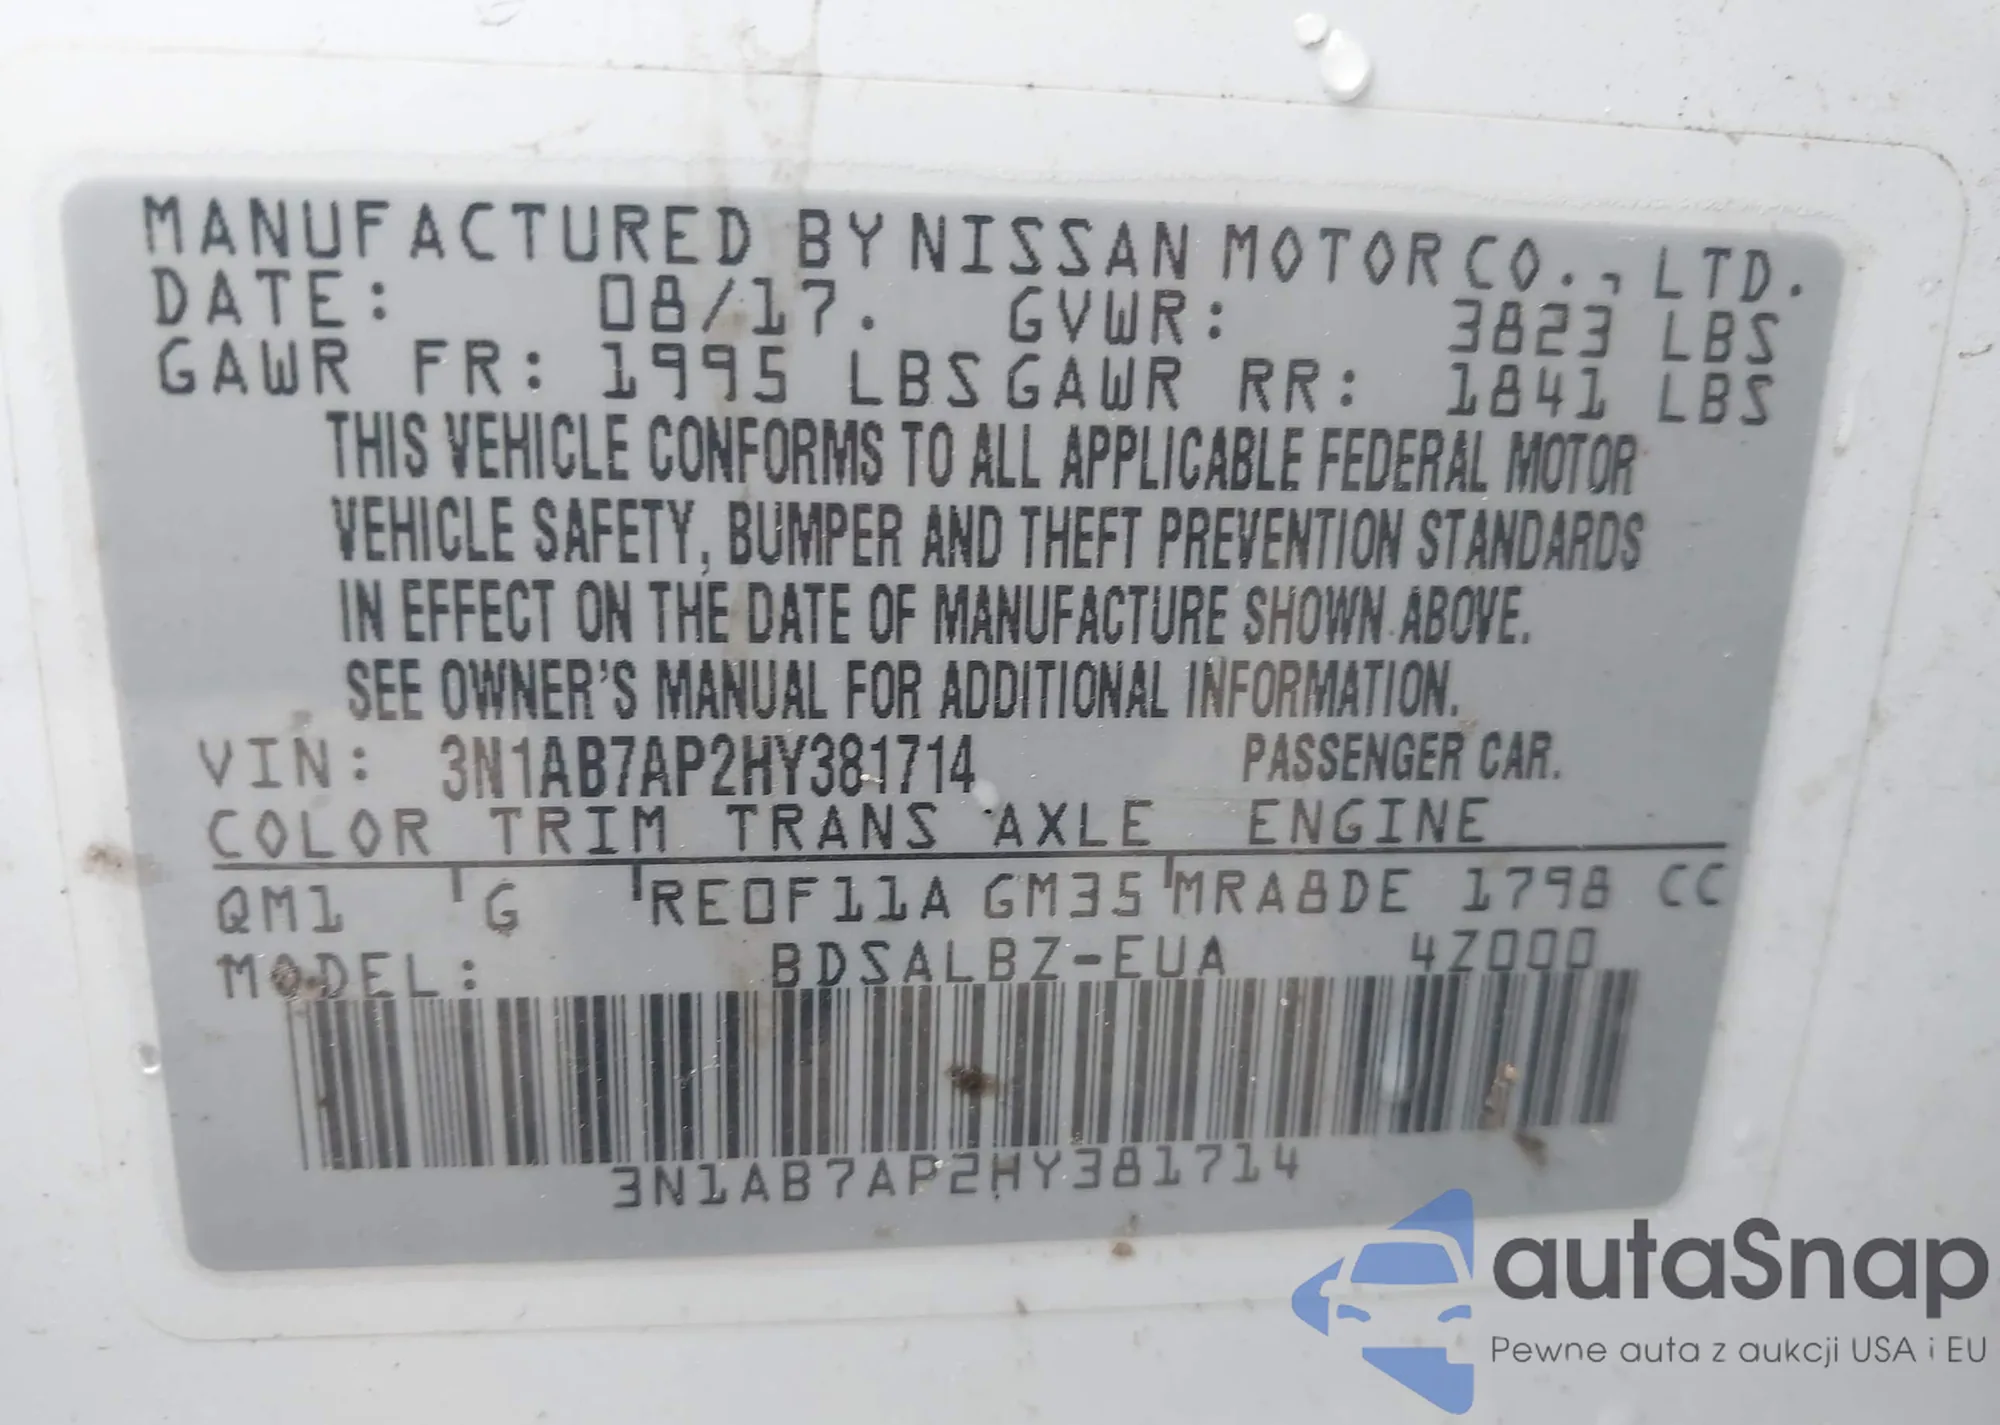 MANUFACTURED BY NISSAN MOTOR CO., LTD.
DATE: 08/17. GVWR: 3823 LBS
GAWR FR: 1995 LBS GAWR RR: 1841 LBS
THIS VEHICLE CONFORMS TO ALL APPLICABLE FEDERAL MOTOR
VEHICLE SAFETY, BUMPER AND THEFT PREVENTION STANDARDS
IN EFFECT ON THE DATE OF MANUFACTURE SHOWN ABOVE.
SEE OWNER'S MANUAL FOR ADDITIONAL INFORMATION.
VIN: 3N1AB7AP2HY381714 PASSENGER CAR.
COLOR TRIM TRANS AXLE ENGINE
QM1 G RE0F11A GM35 MRA8DE 1798 CC
MODEL: BDSALBZ-EUA 4Z000
3N1AB7AP2HY381714
autaSnap
Pewne auta z aukcji USA i EU